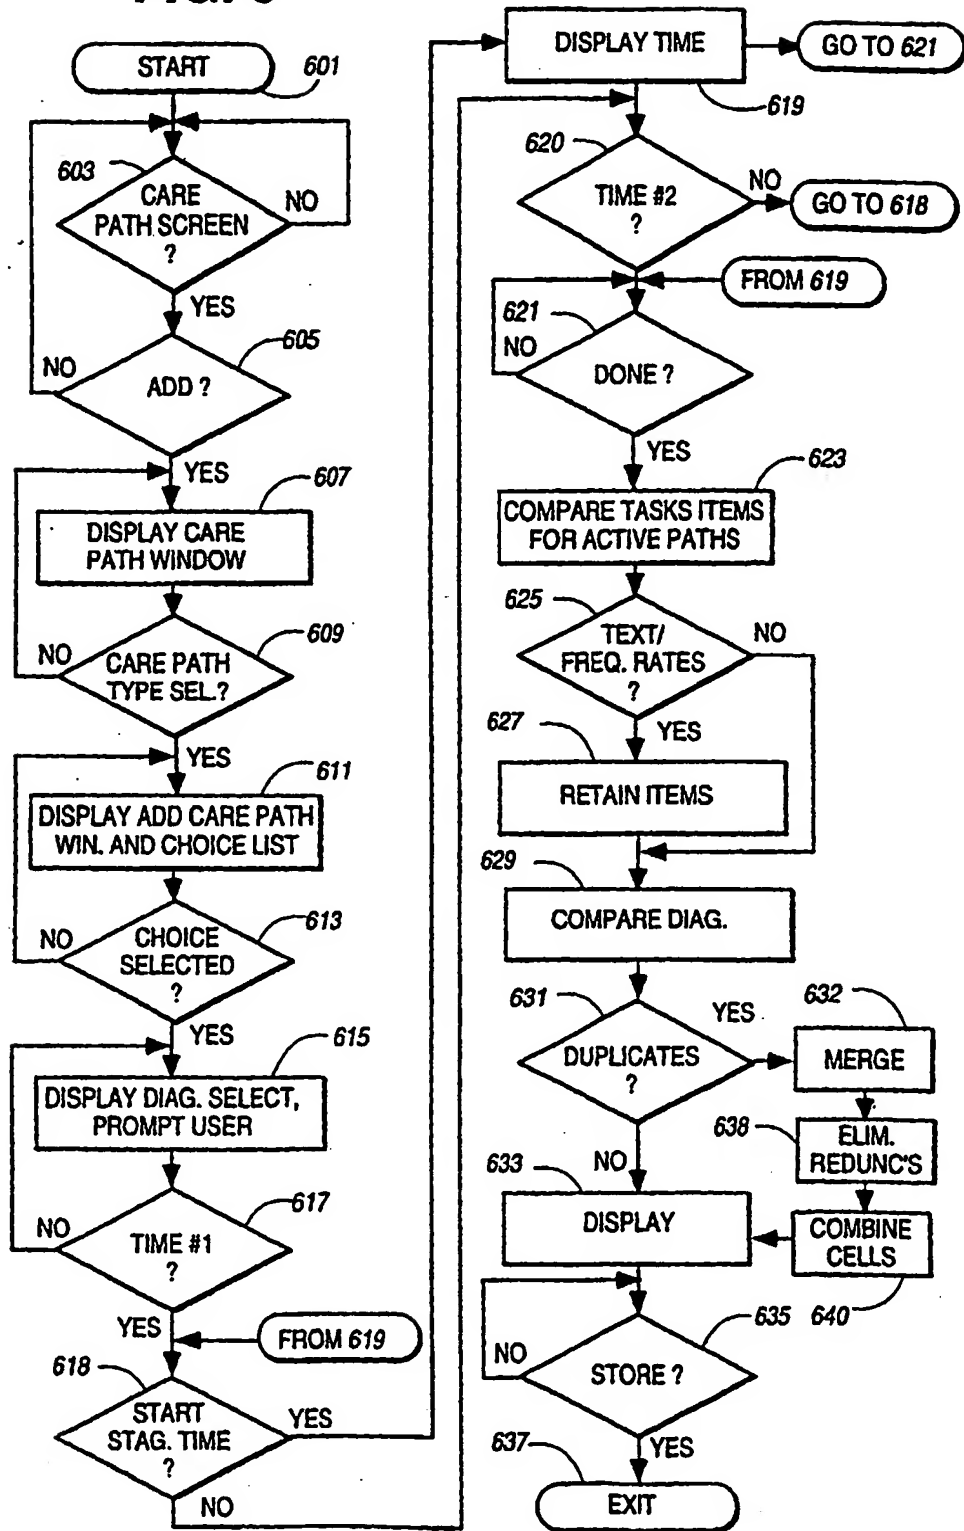 START
601
603
CARE
PATH SCREEN
?
NO
YES
605
NO
ADD ?
YES
607
DISPLAY CARE
PATH WINDOW
609
NO
CARE PATH
TYPE SEL.?
YES
611
DISPLAY ADD CARE PATH
WIN. AND CHOICE LIST
613
NO
CHOICE
SELECTED
?
YES
615
DISPLAY DIAG. SELECT,
PROMPT USER
617
NO
TIME #1
?
YES
FROM 619
618
START
STAG. TIME
?
YES
NO
DISPLAY TIME
GO TO 621
619
620
TIME #2
?
NO
GO TO 618
FROM 619
621
NO
DONE ?
YES
623
COMPARE TASKS ITEMS
FOR ACTIVE PATHS
625
TEXT/
FREQ. RATES
?
NO
627
YES
RETAIN ITEMS
629
COMPARE DIAG.
631
DUPLICATES
?
YES
632
MERGE
638
ELIM.
REDUNC'S
NO
633
DISPLAY
COMBINE
CELLS
640
635
NO
STORE ?
YES
637
EXIT